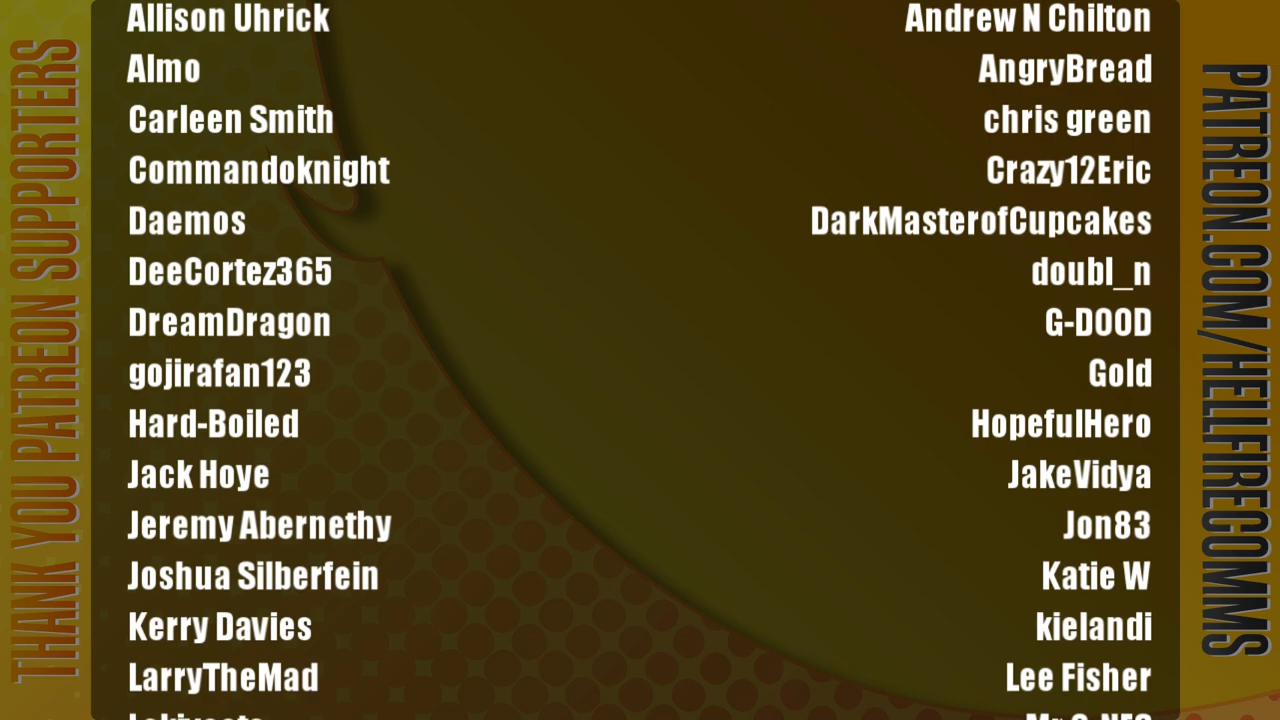 THANK YOU PATREON SUPPORTERS
Allison Uhrick
Andrew N Chilton
Almo
AngryBread
Carleen Smith
chris green
Commandoknight
Crazy12Eric
Daemos
DarkMasterofCupcakes
DeeCortez365
doubl_n
DreamDragon
G-DOOD
gojirafan123
Gold
Hard-Boiled
HopefulHero
Jack Hoye
JakeVidya
Jeremy Abernethy
Jon83
Joshua Silberfein
Katie W
Kerry Davies
kielandi
LarryTheMad
Lee Fisher
PATREON.COM/HELLFIRECOMMS